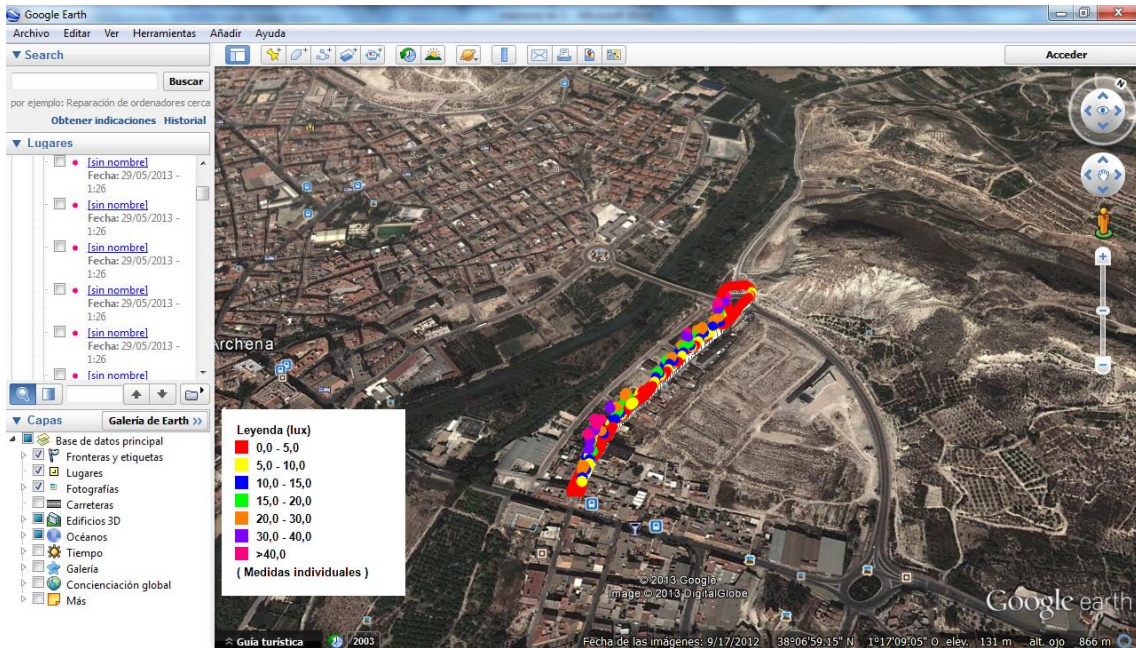 Google Earth
Archivo Editar Ver Herramientas Añadir Ayuda
Search
Buscar
por ejemplo: Reparación de ordenadores cerca
Obtener indicaciones Historial
Lugares
[sin nombre]
Fecha: 29/05/2013 -
1:26
[sin nombre]
Fecha: 29/05/2013 -
1:26
[sin nombre]
Fecha: 29/05/2013 -
1:26
[sin nombre]
Fecha: 29/05/2013 -
1:26
[sin nombre]
Fecha: 29/05/2013 -
1:26
[sin nombre]
Capas Galería de Earth >>
Base de datos principal
Fronteras y etiquetas
Lugares
Fotografías
Carreteras
Edificios 3D
Océanos
Tiempo
Galería
Concienciación global
Más
Acceder
N
Archena
Leyenda (lux)
0,0 - 5,0
5,0 - 10,0
10,0 - 15,0
15,0 - 20,0
20,0 - 30,0
30,0 - 40,0
>40,0
( Medidas individuales )
© 2013 Google
Image © 2013 DigitalGlobe
Google earth
Guía turística 2003 Fecha de las imágenes: 9/17/2012 38°06'59.15" N 1°17'09.05" O elev. 131 m alt. ojo 866 m